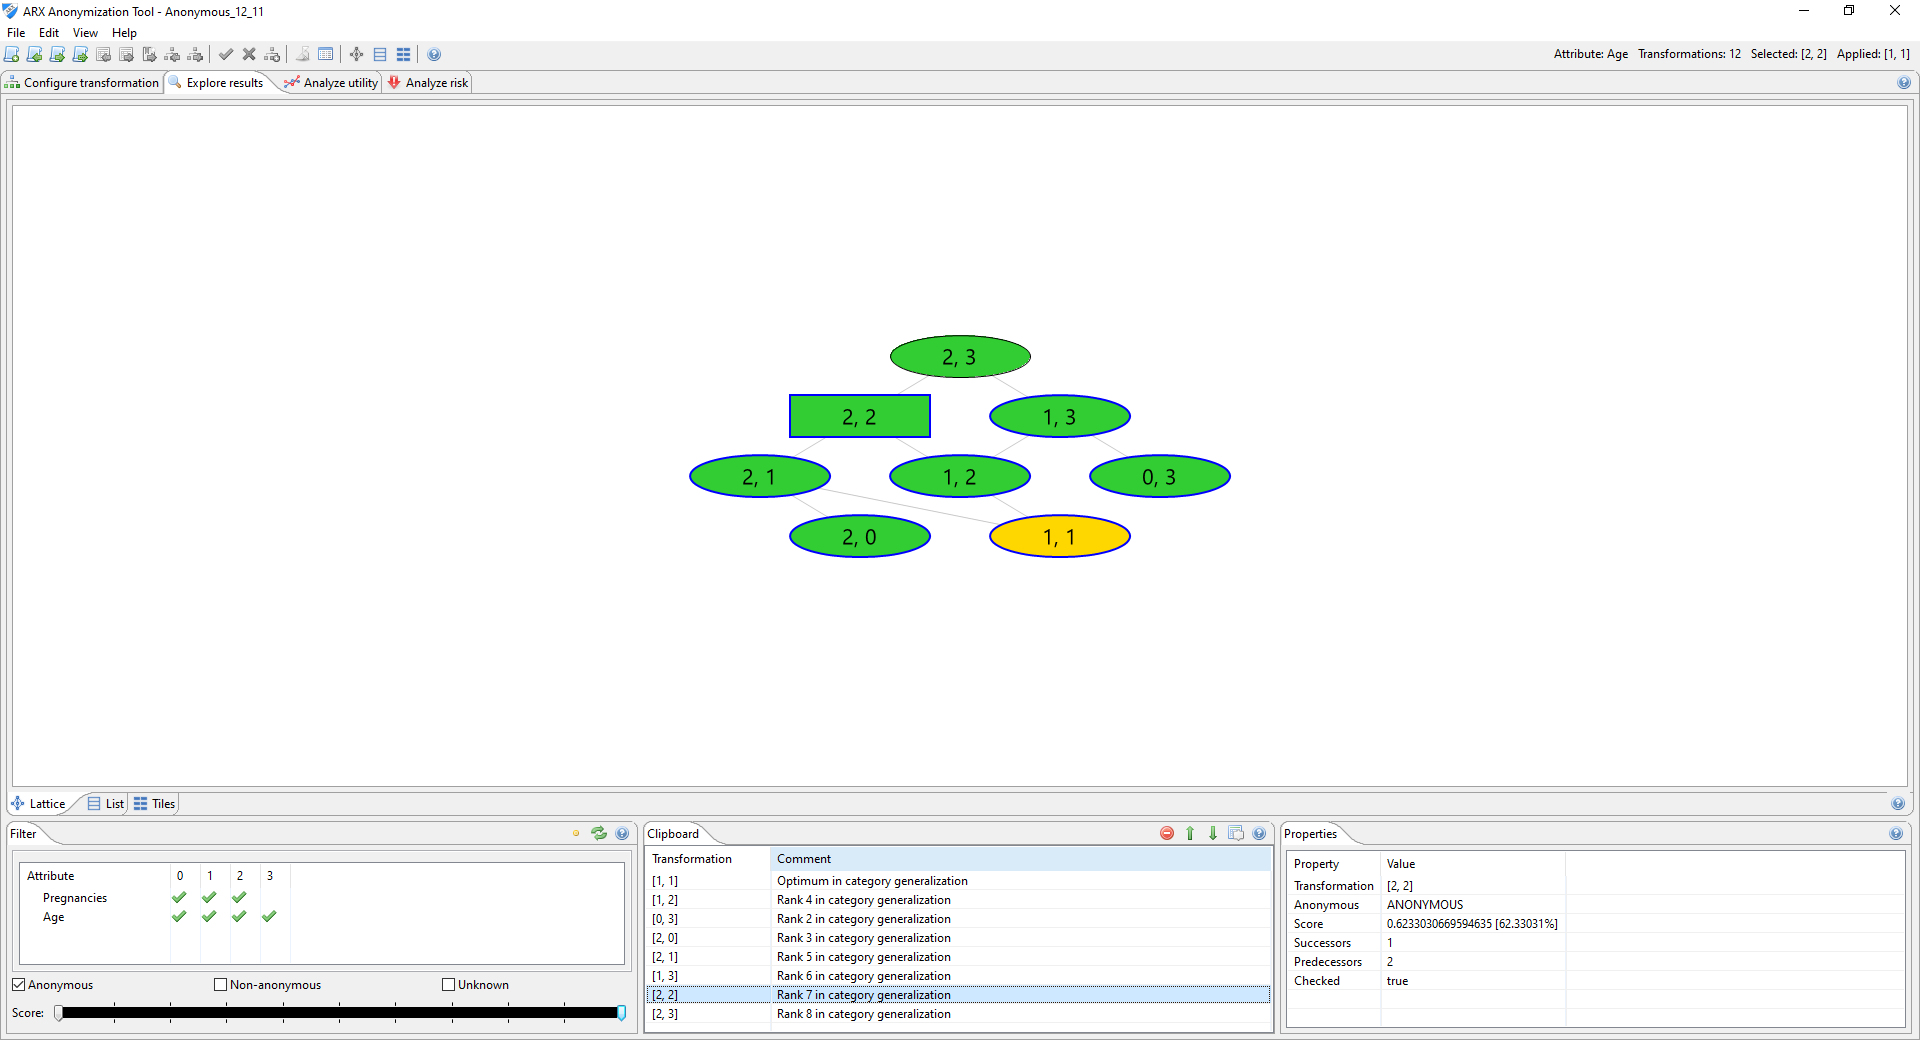 ARX Anonymization Tool - Anonymous_12_11
File Edit View Help
Attribute: Age Transformations: 12 Selected: [2, 2] Applied: [1, 1]
Configure transformation Explore results Analyze utility Analyze risk
2, 3
2, 2 1, 3
2, 1 1, 2 0, 3
2, 0 1, 1
Lattice List Tiles
Filter
Attribute 0 1 2 3
Pregnancies
Age
Anonymous Non-anonymous Unknown
Score:
Clipboard
Transformation Comment
[1, 1] Optimum in category generalization
[1, 2] Rank 4 in category generalization
[0, 3] Rank 2 in category generalization
[2, 0] Rank 3 in category generalization
[2, 1] Rank 5 in category generalization
[1, 3] Rank 6 in category generalization
[2, 2] Rank 7 in category generalization
[2, 3] Rank 8 in category generalization
Properties
Property Value
Transformation [2, 2]
Anonymous ANONYMOUS
Score 0.6233030669594635 [62.33031%]
Successors 1
Predecessors 2
Checked true